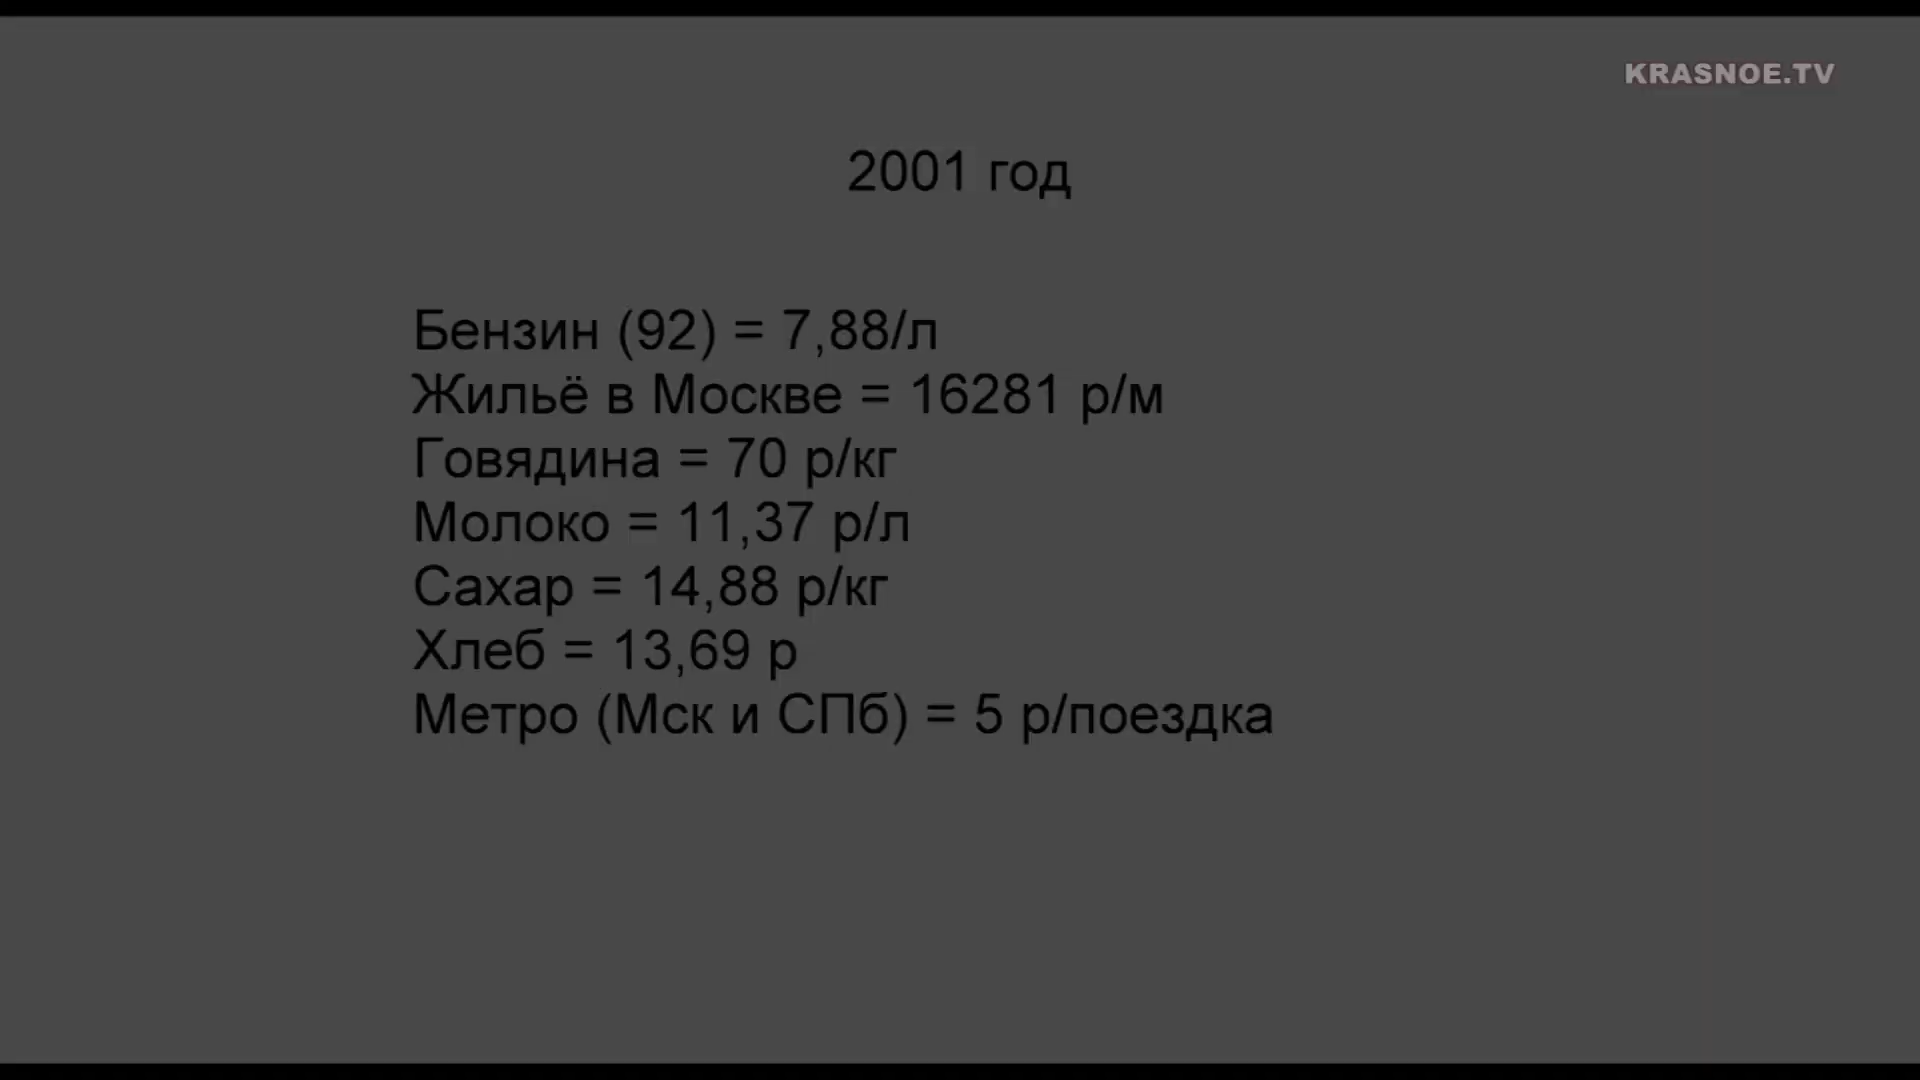 KRASNOE.TV
2001 год
Бензин (92) = 7,88/л
Жильё в Москве = 16281 р/м
Говядина = 70 р/кг
Молоко = 11,37 р/л
Сахар = 14,88 р/кг
Хлеб = 13,69 р
Метро (Мск и СПб) = 5 р/поездка